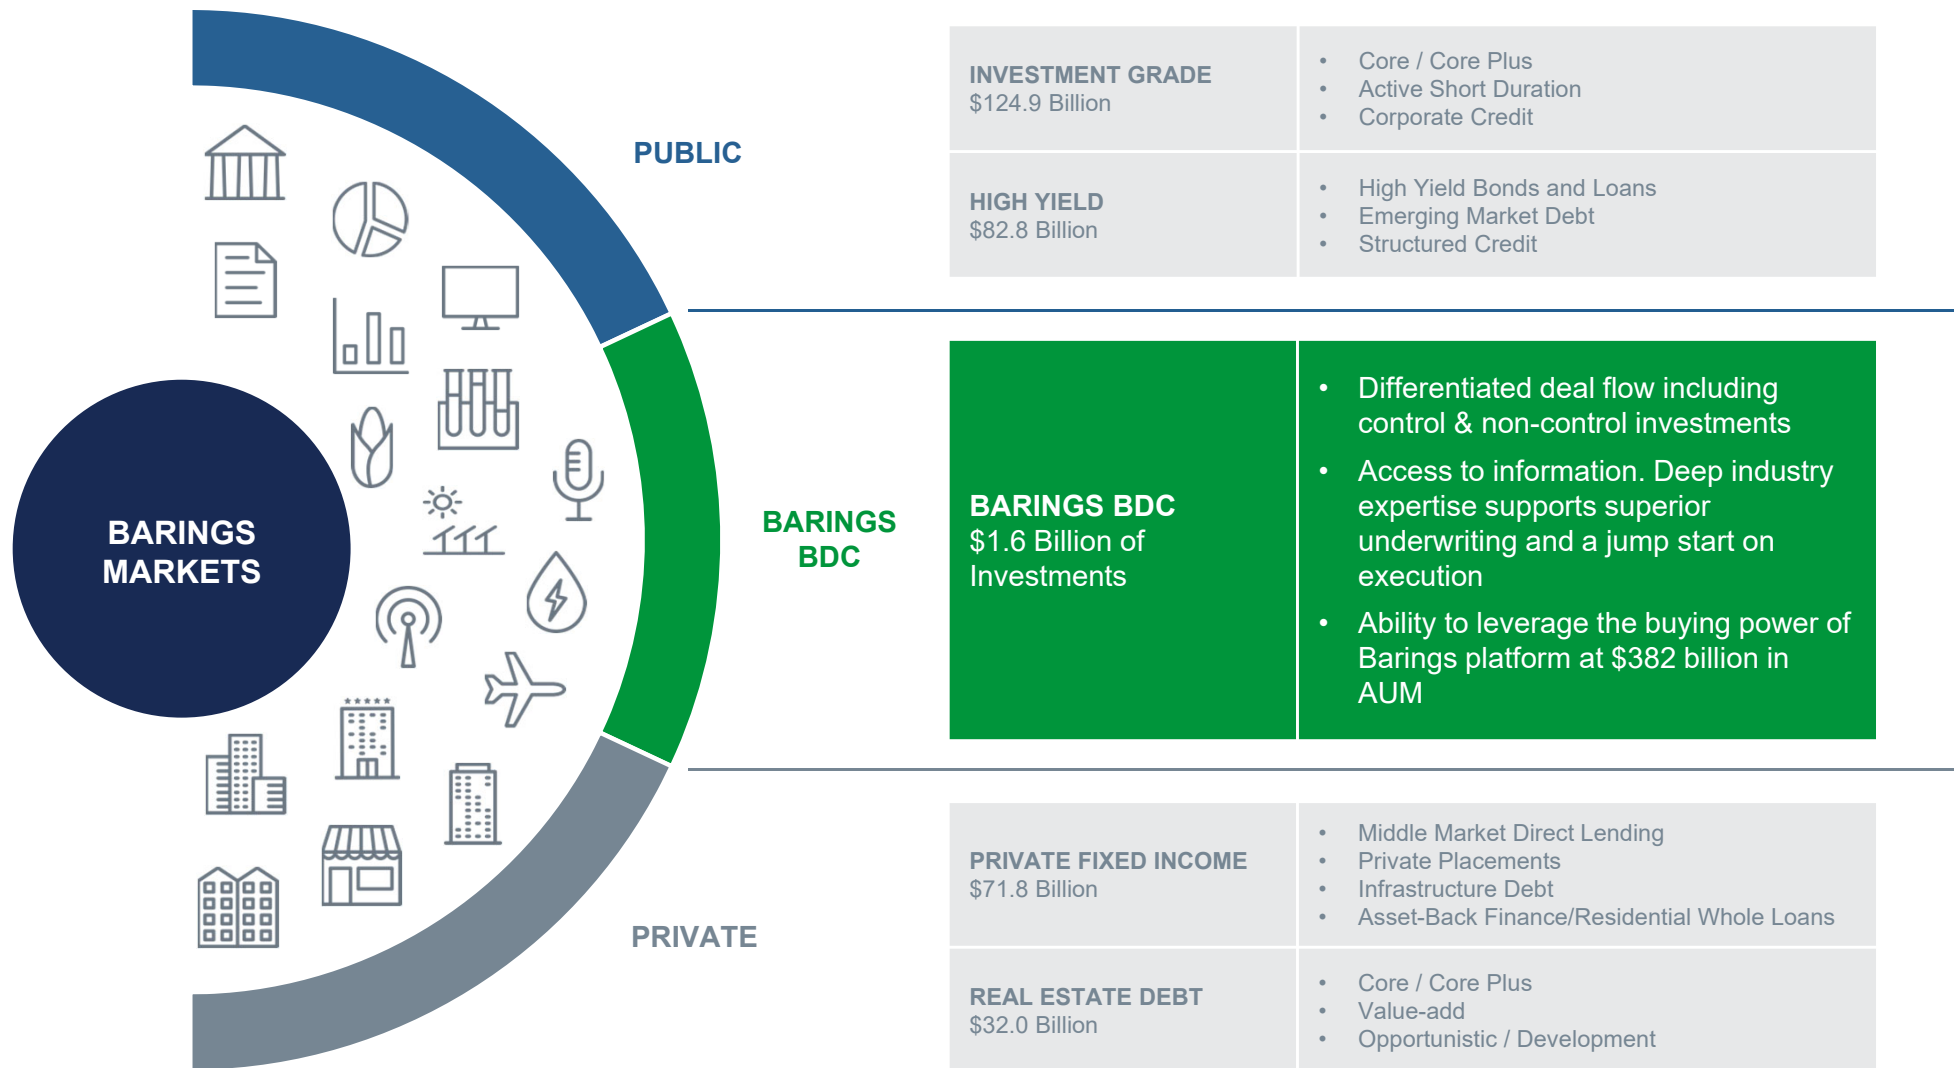 PUBLIC
INVESTMENT GRADE
$124.9 Billion
• Core / Core Plus
• Active Short Duration
• Corporate Credit
HIGH YIELD
$82.8 Billion
• High Yield Bonds and Loans
• Emerging Market Debt
• Structured Credit
BARINGS
MARKETS
BARINGS
BDC
BARINGS BDC
$1.6 Billion of
Investments
• Differentiated deal flow including
control & non-control investments
• Access to information. Deep industry
expertise supports superior
underwriting and a jump start on
execution
• Ability to leverage the buying power of
Barings platform at $382 billion in
AUM
PRIVATE
PRIVATE FIXED INCOME
$71.8 Billion
• Middle Market Direct Lending
• Private Placements
• Infrastructure Debt
• Asset-Back Finance/Residential Whole Loans
REAL ESTATE DEBT
$32.0 Billion
• Core / Core Plus
• Value-add
• Opportunistic / Development